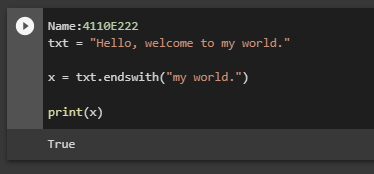 Name:4110E222
txt = "Hello, welcome to my world."
x = txt.endswith("my world.")
print(x)
True